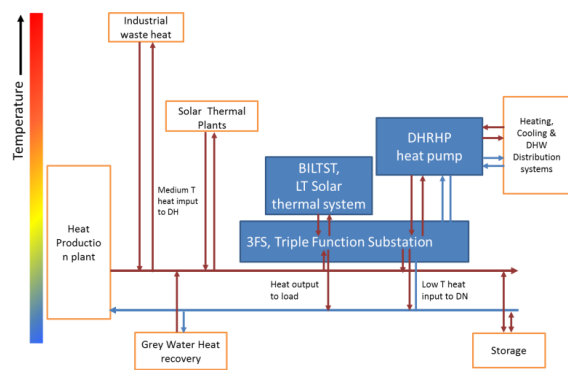 Temperature
Industrial
waste heat
Solar Thermal
Plants
DHRHP
heat pump
Heating,
Cooling &
DHW
Distribution
systems
BILTST,
LT Solar
thermal system
Medium T
heat input
to DH
Heat
Productio
n plant
3FS, Triple Function Substation
Heat output
to load
Low T heat
input to DN
Grey Water Heat
recovery
Storage